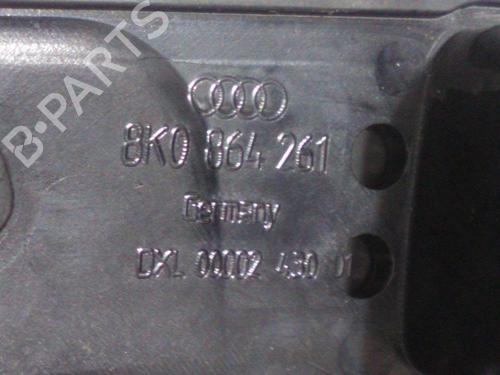 B-PARTS
8K0 864 261
Germany
DXL 00002 430 01